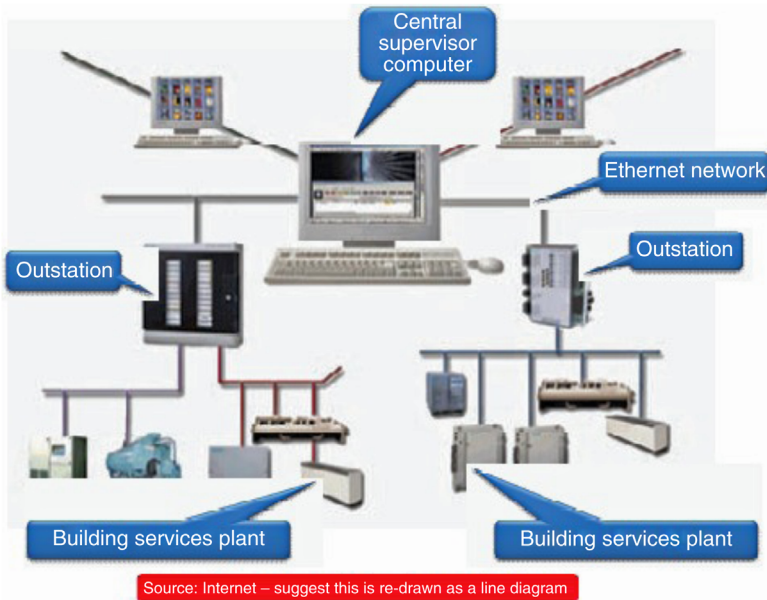 Central
supervisor
computer
Ethernet network
Outstation
Outstation
Building services plant
Building services plant
Source: Internet – suggest this is re-drawn as a line diagram